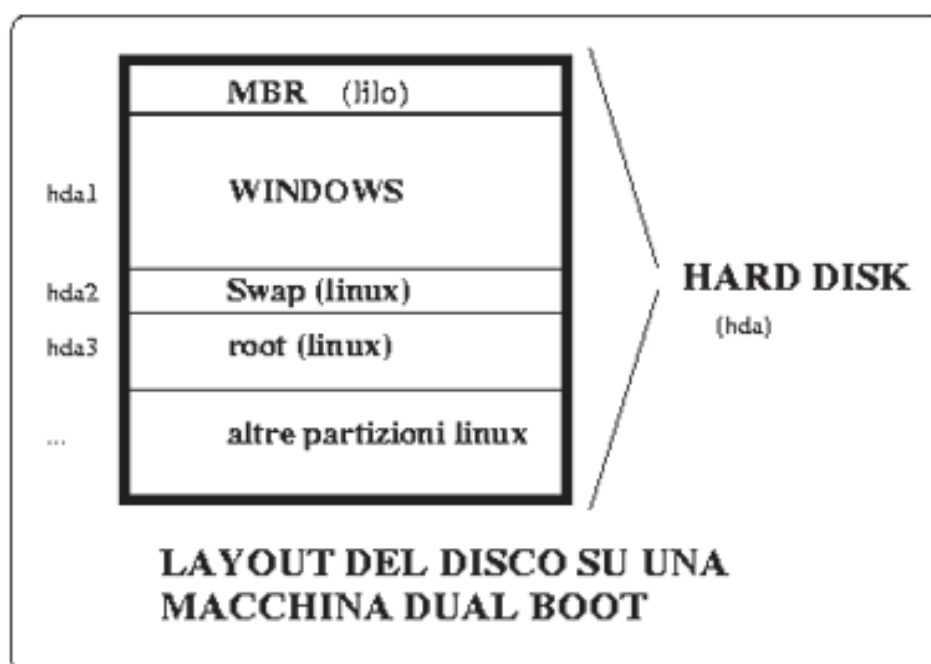 MBR (lilo)
hda1 WINDOWS
hda2 Swap (linux)
hda3 root (linux)
... altre partizioni linux
HARD DISK
(hda)
LAYOUT DEL DISCO SU UNA
MACCHINA DUAL BOOT